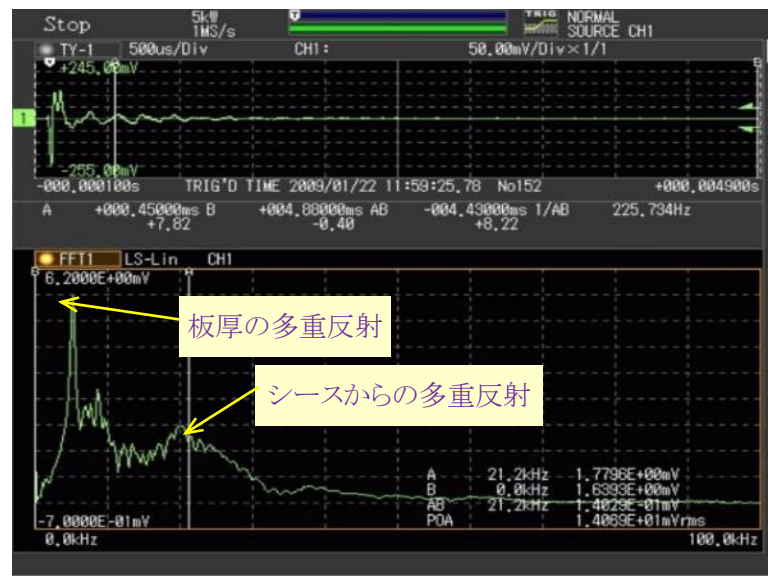 Stop
5kW
1MS/s
TRIG
NORMAL
SOURCE CH1
TY-1 500us/Div CH1: 50.00mV/Div×1/1
+245.00mV
1
-255.00mV
-000.000100s TRIG'D TIME 2009/01/22 11:59:25.78 No152 +000.004900s
A +000.45000ms B +004.88000ms AB -004.43000ms 1/AB 225.734Hz
+7.82 -0.40 +8.22
FFT1 LS-Lin CH1
6.2000E+00mV
板厚の多重反射
シースからの多重反射
A 21.2kHz 1.7796E+00mV
B 0.0kHz 1.6393E+00mV
AB 21.2kHz 1.4029E-01mV
POA 1.4069E+01mVrms
-7.0000E-01mV
0.0kHz 100.0kHz